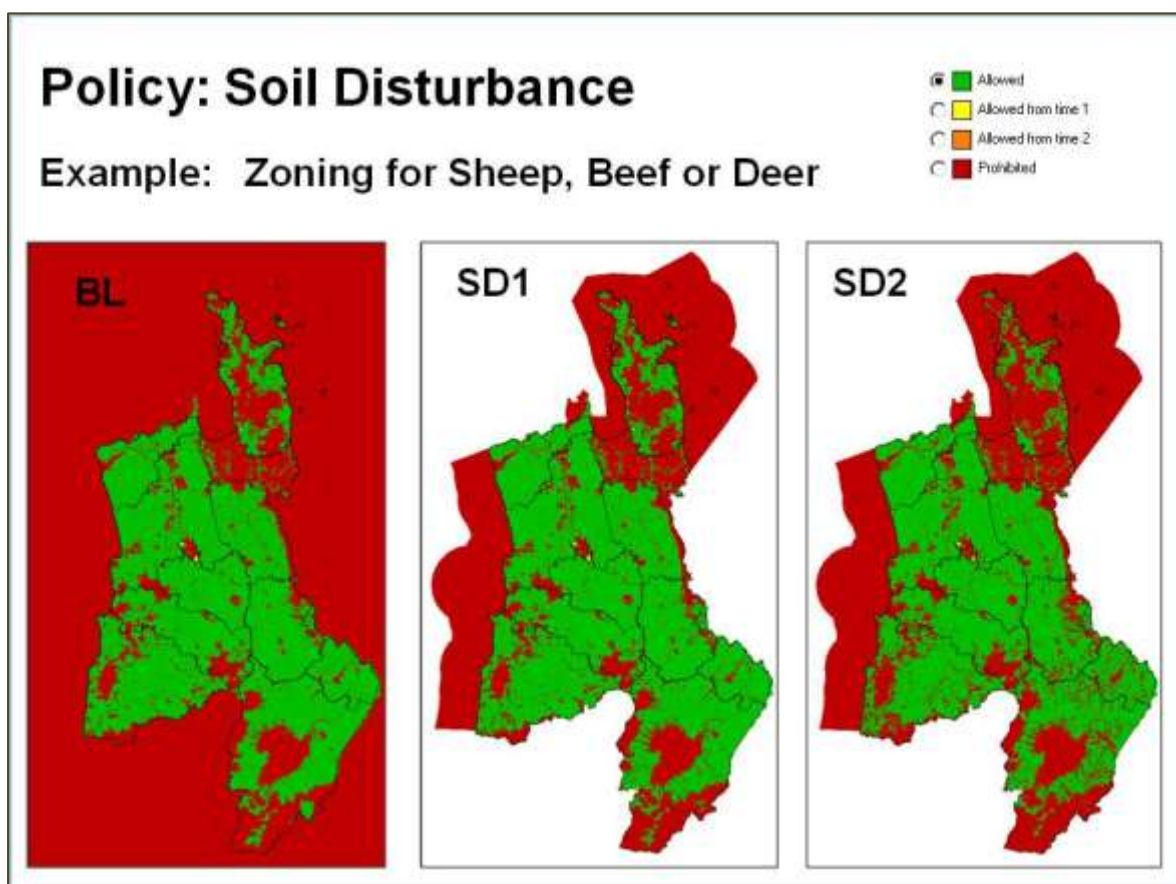 Policy: Soil Disturbance
Example: Zoning for Sheep, Beef or Deer
Allowed
Allowed from time 1
Allowed from time 2
Prohibited
BL
SD1
SD2